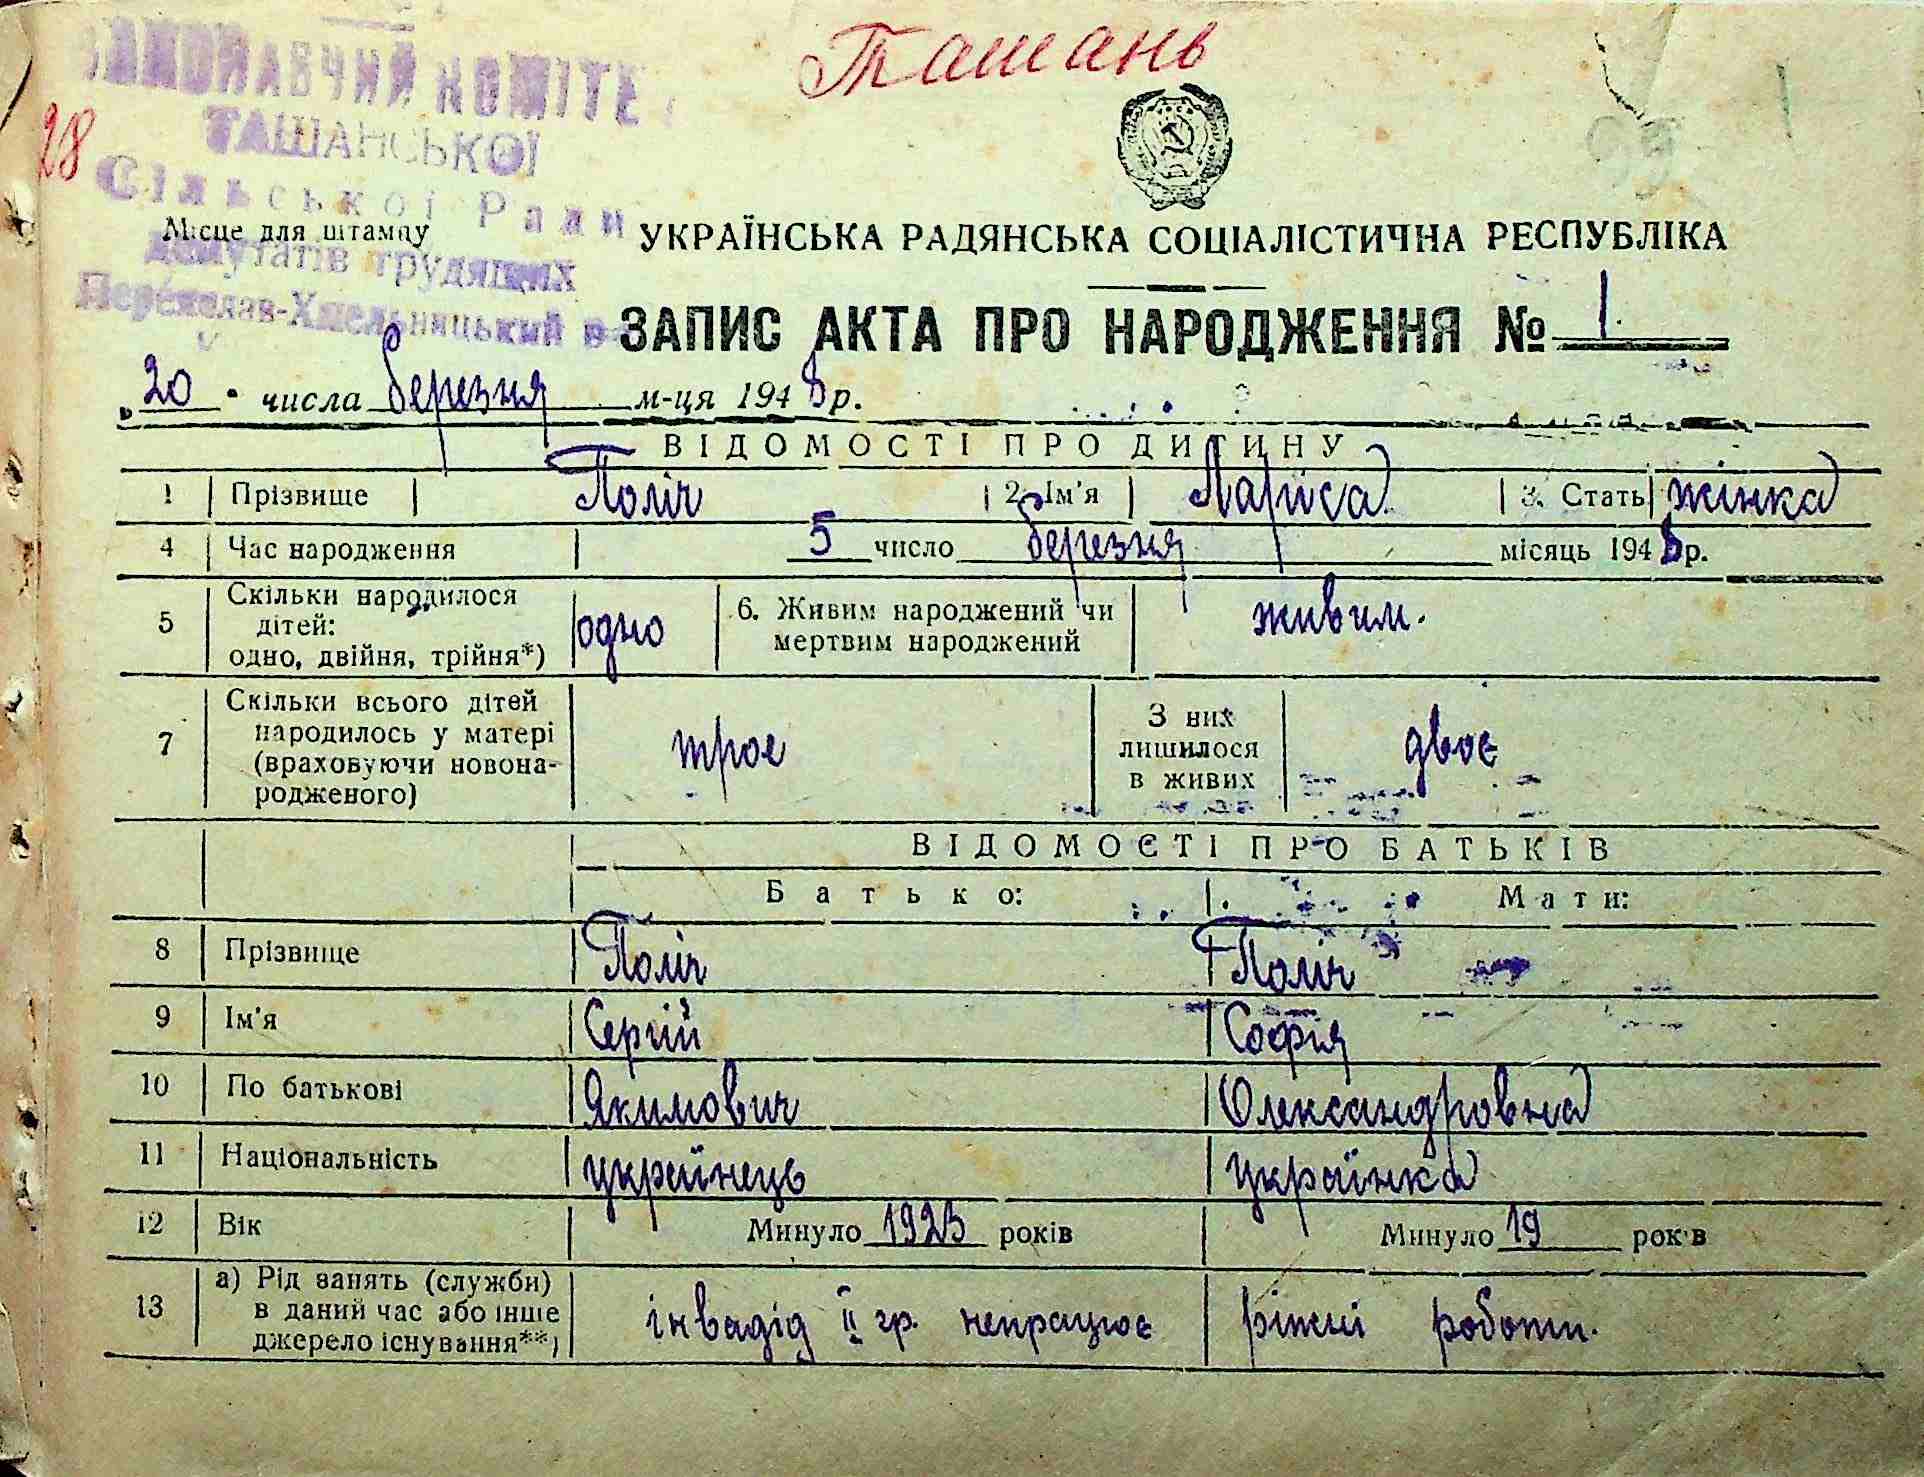 Ташань
28
ВИКОНАВЧИЙ КОМІТЕ
ТАШАНСЬКОЇ
Сільської Ради
Депутатів трудящих
Переяслав-Хмельницький
Місце для штампу
УКРАЇНСЬКА РАДЯНСЬКА СОЦІАЛІСТИЧНА РЕСПУБЛІКА
ЗАПИС АКТА ПРО НАРОДЖЕННЯ № 1.
„20" числа березня м-ця 1948 р.
ВІДОМОСТІ ПРО ДИТИНУ
1 Прізвище Поліч 2. Ім'я Лариса 3. Стать жінка
4 Час народження 5 число березня місяць 1948 р.
5 Скільки народилося дітей: одно, двійня, трійня*) одно 6. Живим народжений чи мертвим народжений живим.
7 Скільки всього дітей народилось у матері (враховуючи новонародженого) троє З них лишилося в живих двоє
ВІДОМОЄТІ ПРО БАТЬКІВ
Батько: Мати:
8 Прізвище Поліч Поліч
9 Ім'я Сергій Софія
10 По батькові Якимович Олександровна
11 Національність українець українка
12 Вік Минуло 1923 років Минуло 19 років
13 а) Рід занять (служби) в даний час або інше джерело існування**) інвадід II гр. непрацює ріжні роботи.